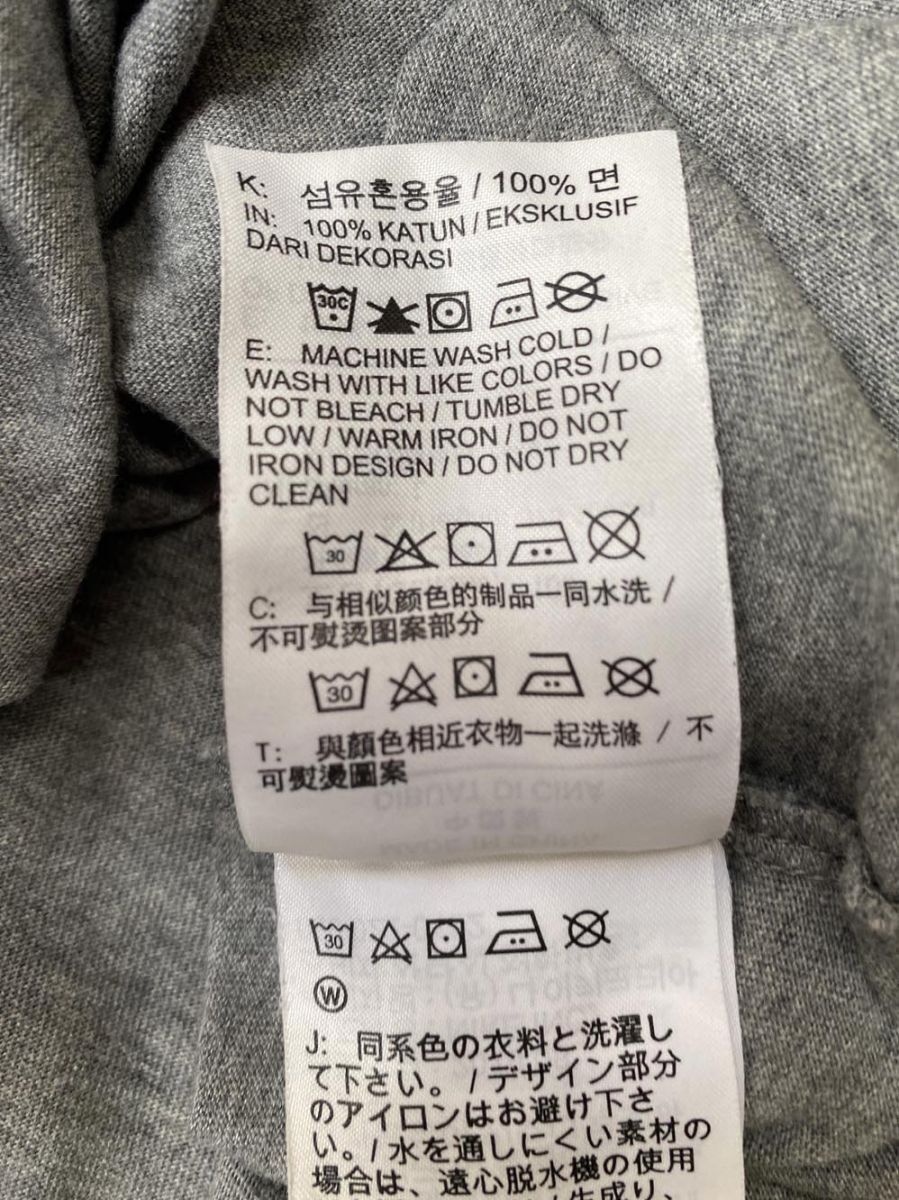 K: 섬유혼용율 / 100% 면
IN: 100% KATUN / EKSKLUSIF
DARI DEKORASI
30C
E: MACHINE WASH COLD /
WASH WITH LIKE COLORS / DO
NOT BLEACH / TUMBLE DRY
LOW / WARM IRON / DO NOT
IRON DESIGN / DO NOT DRY
CLEAN
30
C: 与相似颜色的制品一同水洗 /
不可熨烫图案部分
30
T: 與顏色相近衣物一起洗滌 / 不
可熨燙圖案
30
W
J: 同系色の衣料と洗濯し
て下さい。 / デザイン部分
のアイロンはお避け下さ
い。/ 水を通しにくい素材の
場合は、遠心脱水機の使用